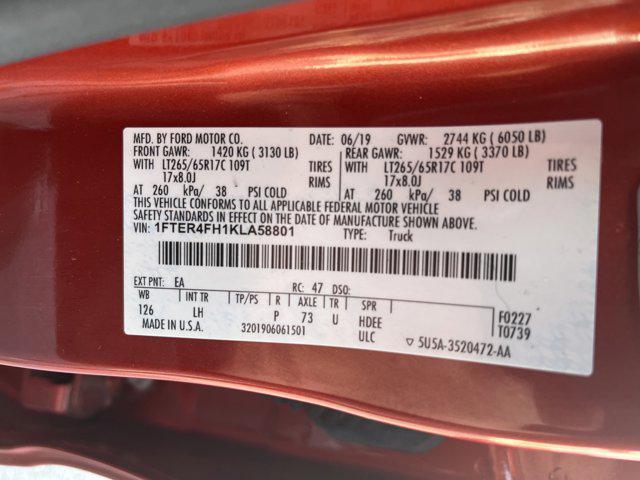 MFD. BY FORD MOTOR CO. DATE: 06/19 GVWR: 2744 KG ( 6050 LB)
FRONT GAWR: 1420 KG ( 3130 LB) REAR GAWR: 1529 KG ( 3370 LB)
WITH LT265/65R17C 109T TIRES WITH LT265/65R17C 109T TIRES
17x8.0J RIMS 17x8.0J RIMS
AT 260 kPa/ 38 PSI COLD AT 260 kPa/ 38 PSI COLD
THIS VEHICLE CONFORMS TO ALL APPLICABLE FEDERAL MOTOR VEHICLE
SAFETY STANDARDS IN EFFECT ON THE DATE OF MANUFACTURE SHOWN ABOVE.
VIN: 1FTER4FH1KLA58801 TYPE: Truck
EXT PNT: EA RC: 47 DSO:
WB INT TR TP/PS R AXLE TR SPR
126 LH P 73 U HDEE F0227
ULC T0739
MADE IN U.S.A. 3201906061501 5U5A-3520472-AA